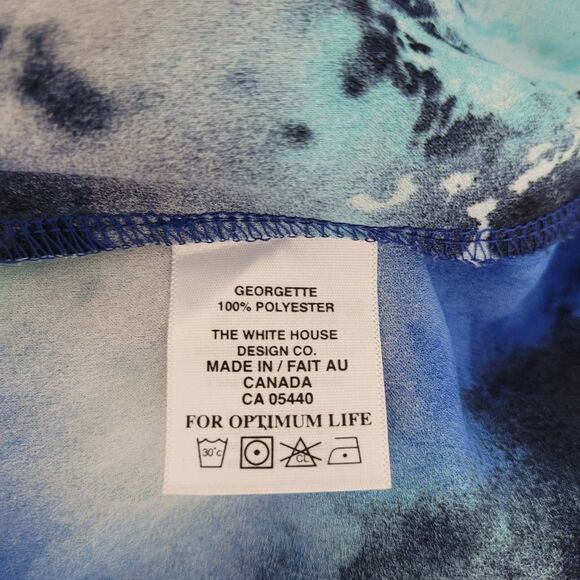 GEORGETTE
100% POLYESTER
THE WHITE HOUSE
DESIGN CO.
MADE IN / FAIT AU
CANADA
CA 05440
FOR OPTIMUM LIFE
30°C CL